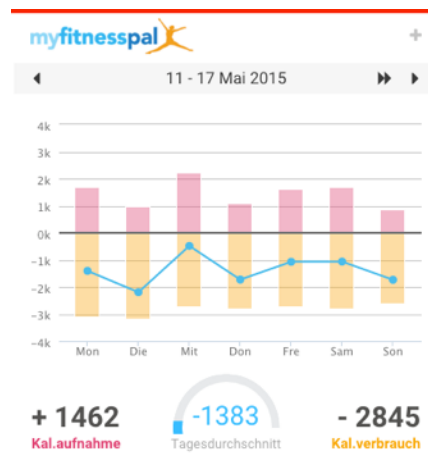 myfitnesspal
11 - 17 Mai 2015
4k
3k
2k
1k
0k
-1k
-2k
-3k
-4k
Mon Die Mit Don Fre Sam Son
+ 1462 -1383 - 2845
Kal.aufnahme Tagesdurchschnitt Kal.verbrauch